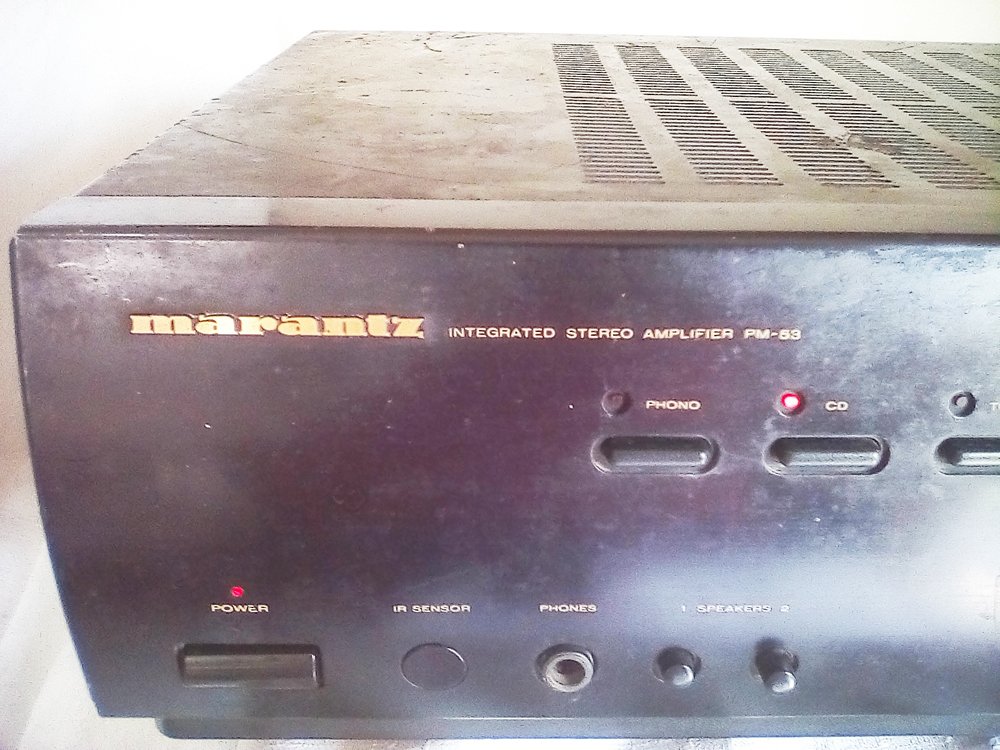 marantz INTEGRATED STEREO AMPLIFIER PM-53
PHONO CD
POWER IR SENSOR PHONES 1 SPEAKERS 2